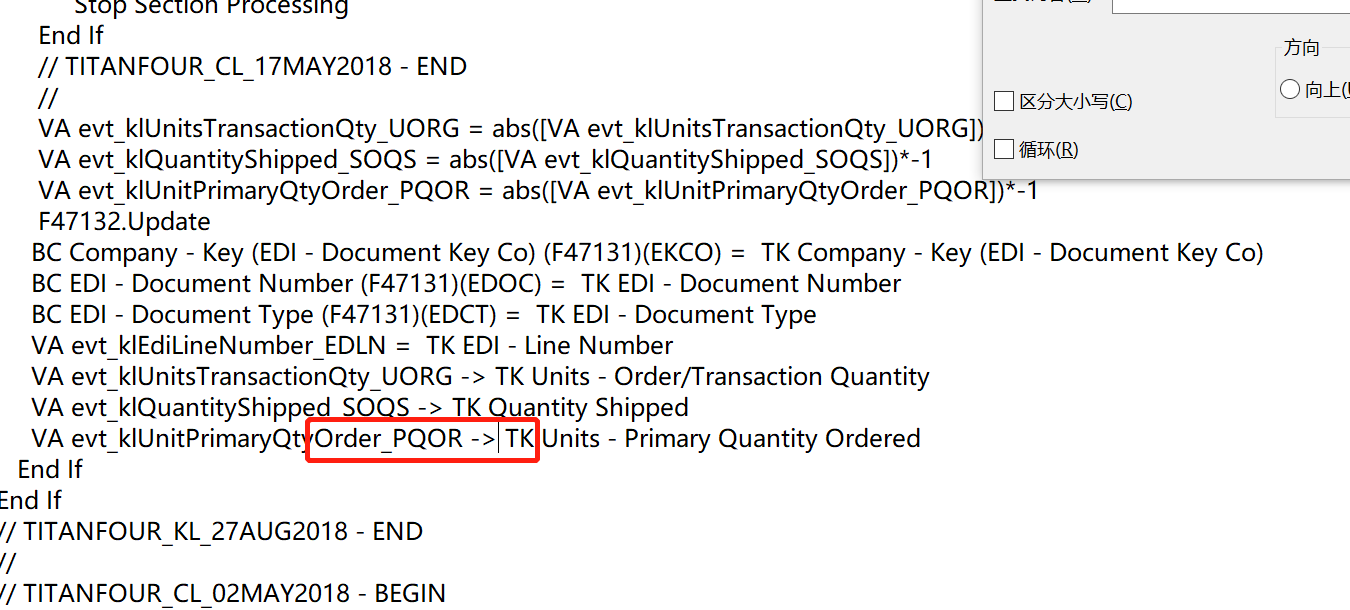 Stop Section Processing
End If
// TITANFOUR_CL_17MAY2018 - END
//
VA evt_klUnitsTransactionQty_UORG = abs([VA evt_klUnitsTransactionQty_UORG])
VA evt_klQuantityShipped_SOQS = abs([VA evt_klQuantityShipped_SOQS])*-1
VA evt_klUnitPrimaryQtyOrder_PQOR = abs([VA evt_klUnitPrimaryQtyOrder_PQOR])*-1
F47132.Update
BC Company - Key (EDI - Document Key Co) (F47131)(EKCO) =  TK Company - Key (EDI - Document Key Co)
BC EDI - Document Number (F47131)(EDOC) =  TK EDI - Document Number
BC EDI - Document Type (F47131)(EDCT) =  TK EDI - Document Type
VA evt_klEdiLineNumber_EDLN =  TK EDI - Line Number
VA evt_klUnitsTransactionQty_UORG -> TK Units - Order/Transaction Quantity
VA evt_klQuantityShipped_SOQS -> TK Quantity Shipped
VA evt_klUnitPrimaryQtyOrder_PQOR -> TK Units - Primary Quantity Ordered
End If
End If
// TITANFOUR_KL_27AUG2018 - END
//
// TITANFOUR_CL_02MAY2018 - BEGIN
方向
区分大小写(C)
向上(U
循环(R)